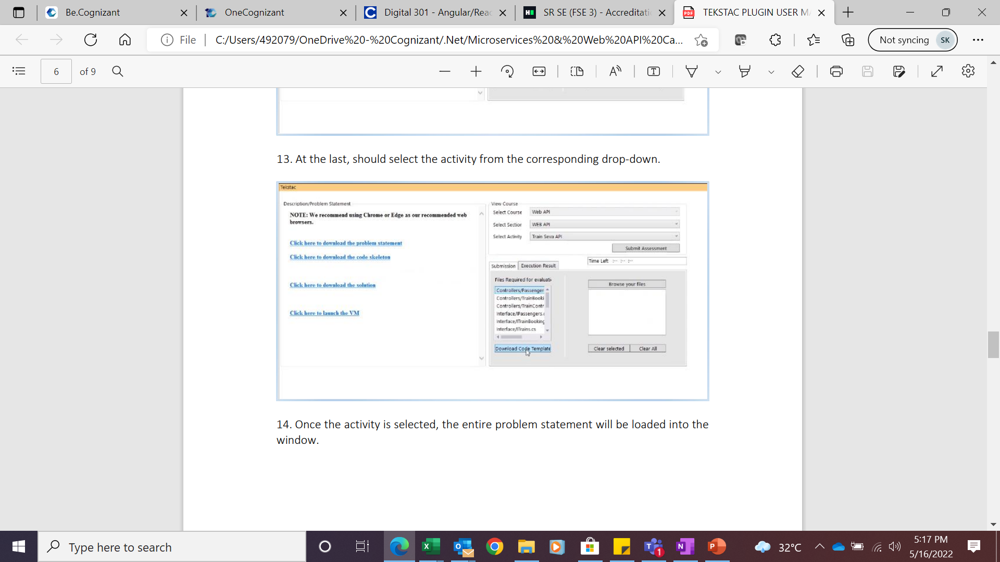 Be.Cognizant
OneCognizant
Digital 301 - Angular/Reac
SR SE (FSE 3) - Accreditati
TEKSTAC PLUGIN USER MA
File
C:/Users/492079/OneDrive%20-%20Cognizant/.Net/Microservices%20&%20Web%20API%20Ca...
Not syncing
SK
6
of 9
13. At the last, should select the activity from the corresponding drop-down.
Tekstac
Description/Problem Statement
NOTE: We recommend using Chrome or Edge as our recommended web
browsers.
Click here to download the problem statement
Click here to download the code skeleton
Click here to download the solution
Click here to launch the VM
View Course
Select Course
Web API
Select Section
WEB API
Select Activity
Train Seva API
Submit Assessment
Time Left :-- :-- :--
Submission
Execution Result
Files Required for evaluati
Controllers/Passenger
Controllers/TrainBooki
Controllers/TrainContr
Interface/IPassengers.c
Interface/ITrainBooking
Interface/ITrains.cs
Download Code Template
Browse your files
Clear selected
Clear All
14. Once the activity is selected, the entire problem statement will be loaded into the
window.
Type here to search
1
32°C
5:17 PM
5/16/2022